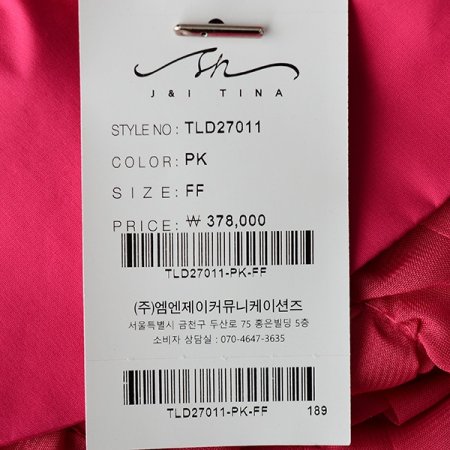 J & I TINA
STYLE NO : TLD27011
COLOR : PK
SIZE : FF
PRICE : ₩ 378,000
TLD27011-PK-FF
(주)엠엔제이커뮤니케이션즈
서울특별시 금천구 두산로 75 홍은빌딩 5층
소비자 상담실 : 070-4647-3635
TLD27011-PK-FF 189